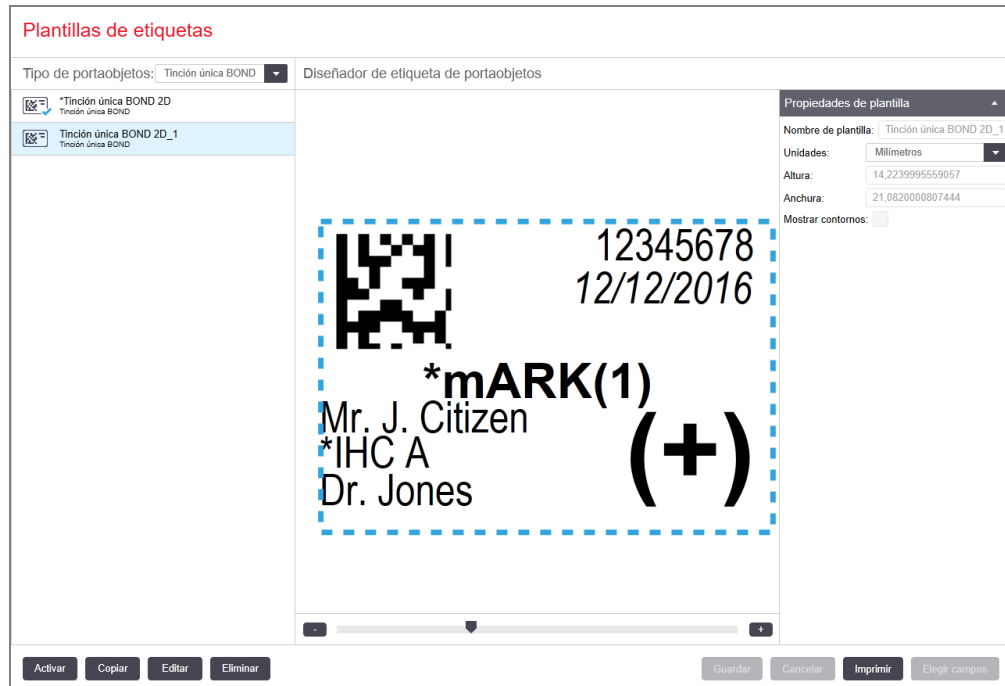 Plantillas de etiquetas
Tipo de portaobjetos: Tinción única BOND
Diseñador de etiqueta de portaobjetos
*Tinción única BOND 2D
Tinción única BOND
Tinción única BOND 2D_1
Tinción única BOND
12345678
12/12/2016
*mARK(1)
Mr. J. Citizen
*IHC A
Dr. Jones
(+)
Propiedades de plantilla
Nombre de plantilla: Tinción única BOND 2D_1
Unidades: Milímetros
Altura: 14,2239995559057
Anchura: 21,0820000807444
Mostrar contornos:
- +
Activar Copiar Editar Eliminar Guardar Cancelar Imprimir Elegir campos